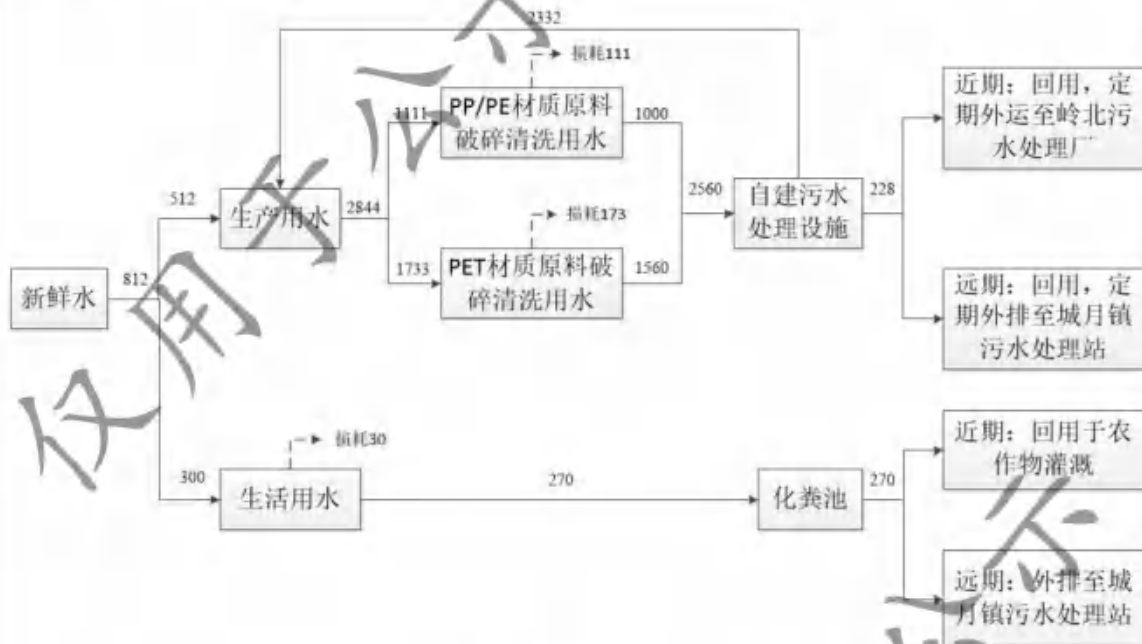 2332
损耗111
1111
PP/PE材质原料
破碎清洗用水
1000
近期：回用，定
期外运至岭北污
水处理厂
512
生产用水
2844
2560
自建污水
处理设施
228
损耗173
1733
PET材质原料破
碎清洗用水
1560
新鲜水
812
远期：回用，定
期外排至城月镇
污水处理站
损耗30
300
生活用水
270
化粪池
270
近期：回用于农
作物灌溉
远期：外排至城
月镇污水处理站
仅用于公示